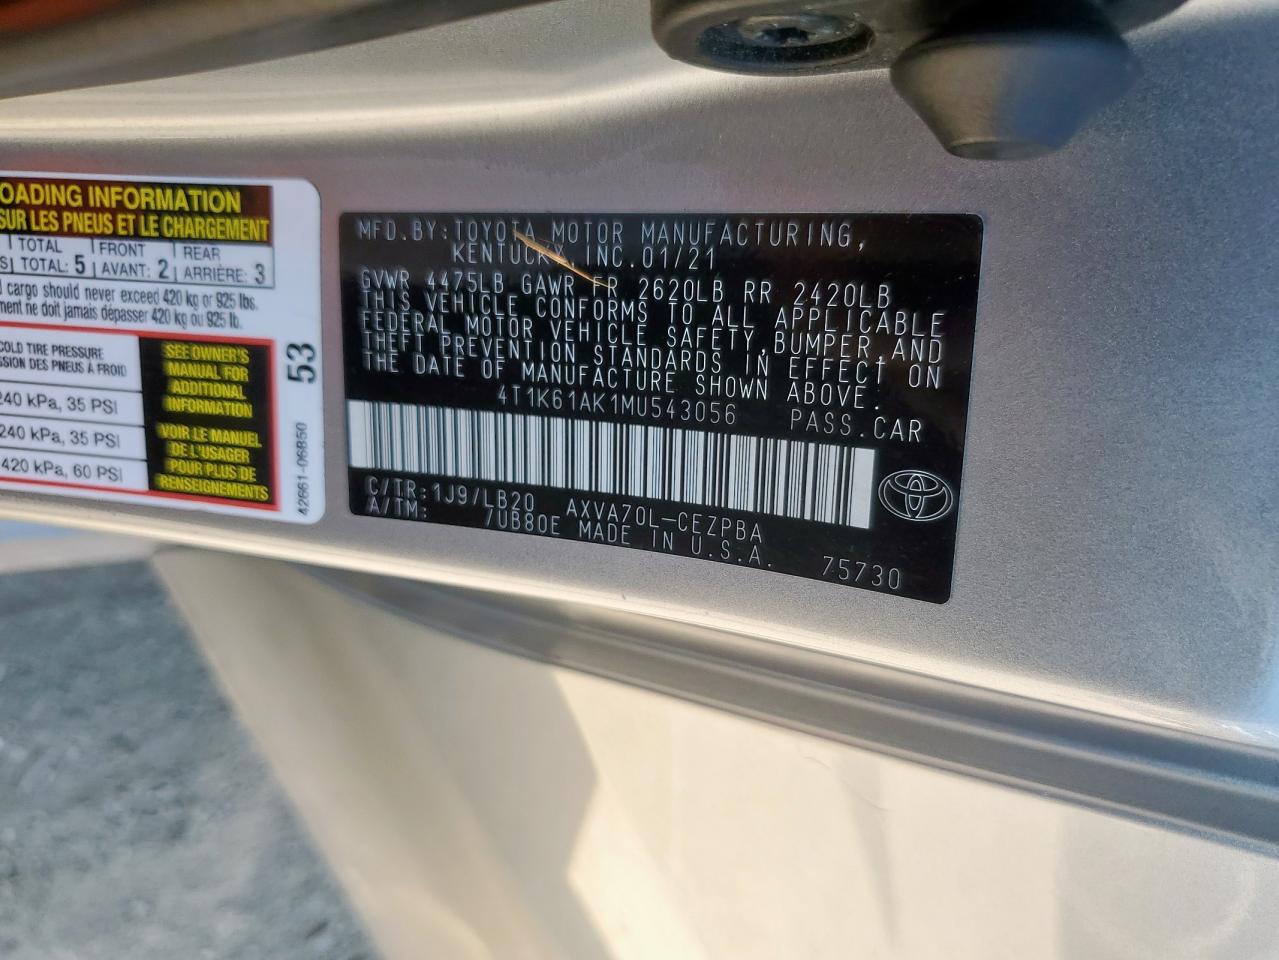 OADING INFORMATION
SUR LES PNEUS ET LE CHARGEMENT
TOTAL FRONT REAR
S TOTAL: 5 AVANT: 2 ARRIÈRE: 3
cargo should never exceed 420 kg or 925 lbs.
ment ne doit jamais dépasser 420 kg ou 925 lb.
COLD TIRE PRESSURE
SSION DES PNEUS À FROID
240 kPa, 35 PSI
240 kPa, 35 PSI
420 kPa, 60 PSI
SEE OWNER'S
MANUAL FOR
ADDITIONAL
INFORMATION
VOIR LE MANUEL
DE L'USAGER
POUR PLUS DE
RENSEIGNEMENTS
53
42661-06850
MFD.BY:TOYOTA MOTOR MANUFACTURING,
KENTUCKY,INC.01/21
GVWR 4475LB GAWR FR 2620LB RR 2420LB
THIS VEHICLE CONFORMS TO ALL APPLICABLE
FEDERAL MOTOR VEHICLE SAFETY,BUMPER,AND
THEFT PREVENTION STANDARDS IN EFFECT ON
THE DATE OF MANUFACTURE SHOWN ABOVE.
4T1K61AK1MU543056 PASS.CAR
C/TR:1J9/LB20 AXVA70L-CEZPBA
A/TM: 7UB80E MADE IN U.S.A. 75730